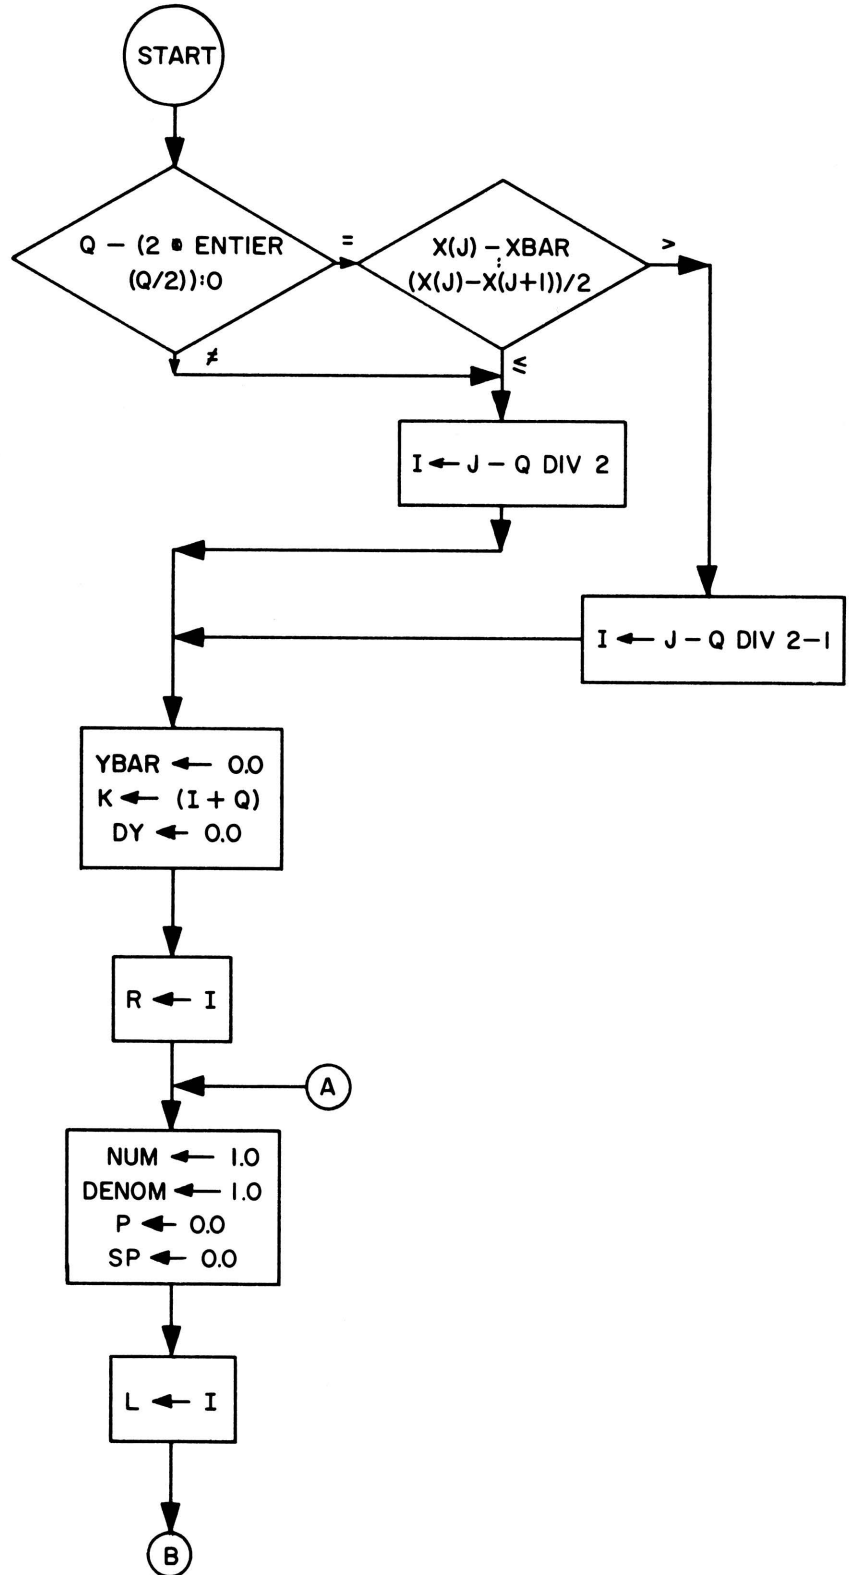 START
Q – (2 • ENTIER
(Q/2)):0
=
X(J) – XBAR
:
(X(J)–X(J+1))/2
>
≠
≤
I ← J – Q DIV 2
I ← J – Q DIV 2–1
YBAR ← 0.0
K ← (I + Q)
DY ← 0.0
R ← I
A
NUM ← 1.0
DENOM ← 1.0
P ← 0.0
SP ← 0.0
L ← I
B